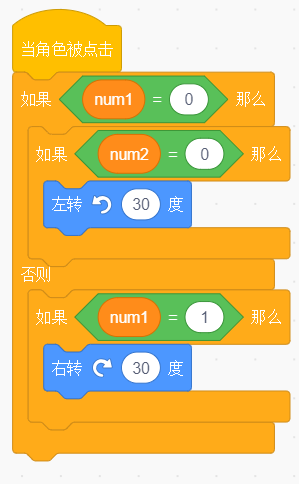 当角色被点击
如果 num1 = 0 那么
如果 num2 = 0 那么
左转 30 度
否则
如果 num1 = 1 那么
右转 30 度